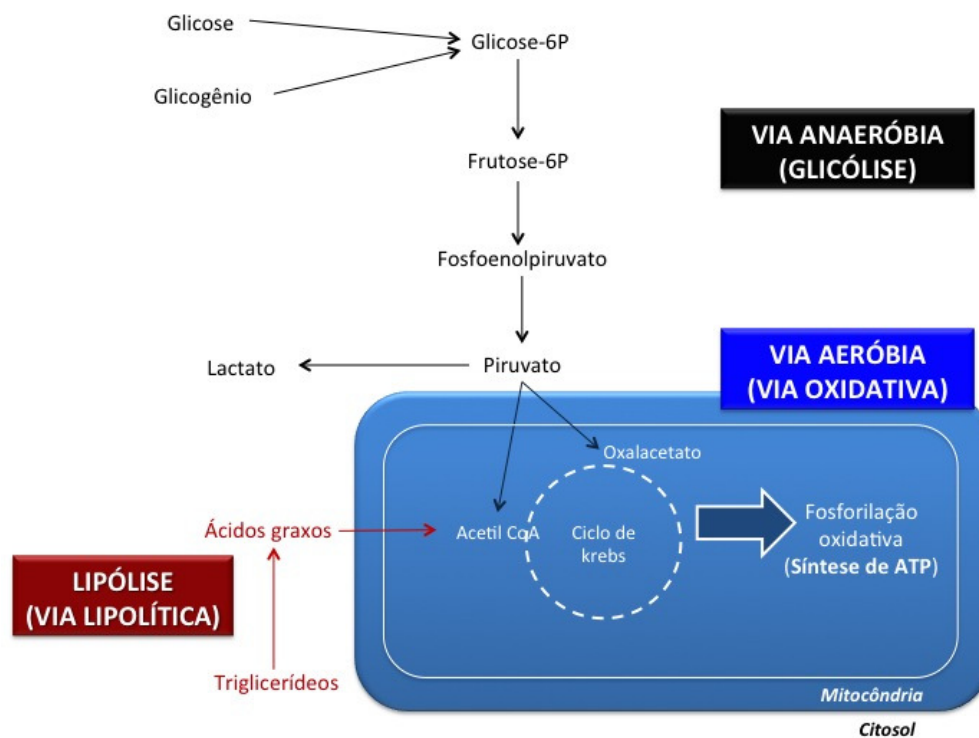 Glicose
Glicose-6P
Glicogênio
VIA ANAERÓBIA
(GLICÓLISE)
Frutose-6P
Fosfoenolpiruvato
Lactato
Piruvato
VIA AERÓBIA
(VIA OXIDATIVA)
Oxalacetato
Ácidos graxos
Acetil CoA
Ciclo de
krebs
Fosforilação
oxidativa
(Síntese de ATP)
LIPÓLISE
(VIA LIPOLÍTICA)
Triglicerídeos
Mitocôndria
Citosol